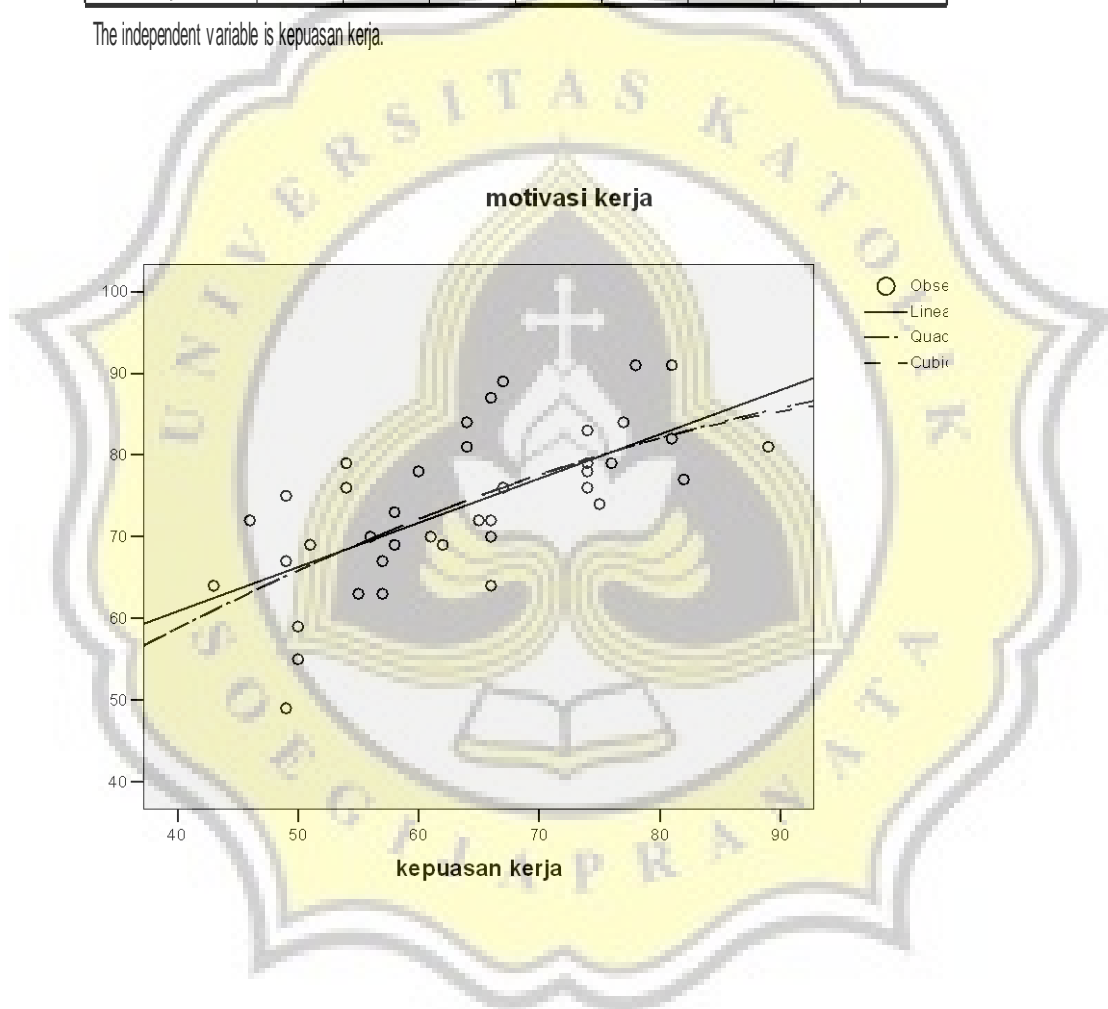 The independent variable is kepuasan kerja.
UNIVERSITAS KATOLIK
SOEGIJAPRANATA
motivasi kerja
100
90
80
70
60
50
40
Obse
Linea
Quad
Cubic
40 50 60 70 80 90
kepuasan kerja